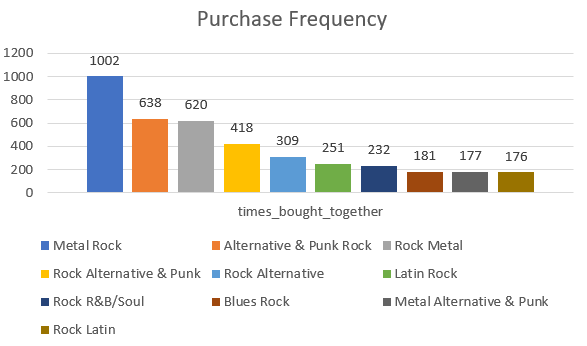 Purchase Frequency
1200
1000
800
600
400
200
0
1002
638
620
418
309
251
232
181
177
176
times_bought_together
Metal Rock
Alternative & Punk Rock
Rock Metal
Rock Alternative & Punk
Rock Alternative
Latin Rock
Rock R&B/Soul
Blues Rock
Metal Alternative & Punk
Rock Latin